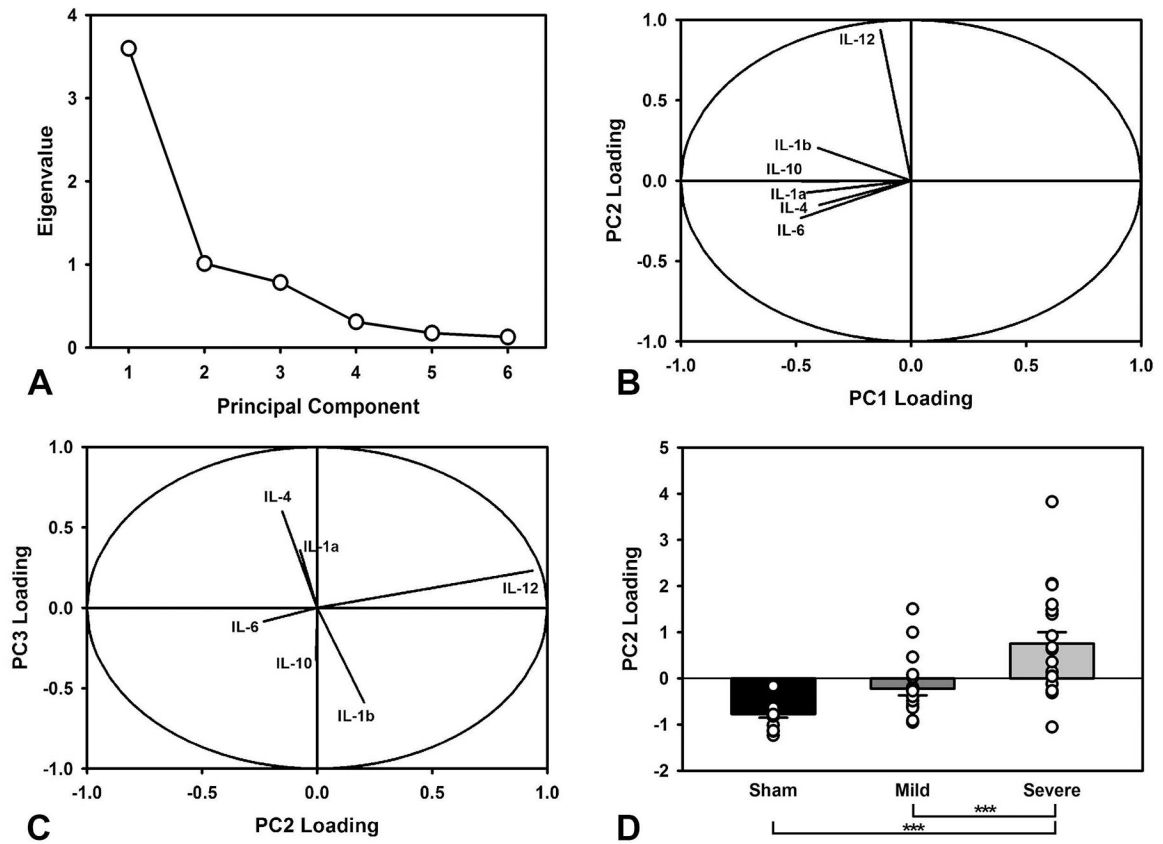 4
3
2
1
0
Eigenvalue
1 2 3 4 5 6
Principal Component
A
1.0
0.5
0.0
-0.5
-1.0
PC2 Loading
IL-12
IL-1b
IL-10
IL-1a
IL-4
IL-6
-1.0 -0.5 0.0 0.5 1.0
PC1 Loading
B
1.0
0.5
0.0
-0.5
-1.0
PC3 Loading
IL-4
IL-1a
IL-12
IL-6
IL-10
IL-1b
-1.0 -0.5 0.0 0.5 1.0
PC2 Loading
C
5
4
3
2
1
0
-1
-2
PC2 Loading
Sham Mild Severe
***
***
D